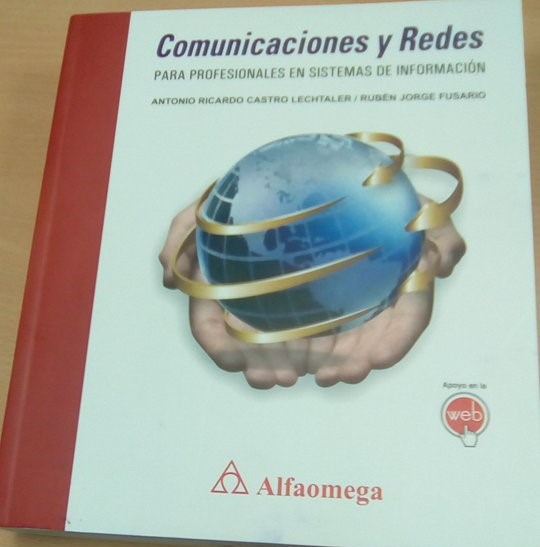 Comunicaciones y Redes
PARA PROFESIONALES EN SISTEMAS DE INFORMACIÓN
ANTONIO RICARDO CASTRO LECHTALER / RUBÉN JORGE FUSARIO
Apoyo en la
web
Alfaomega